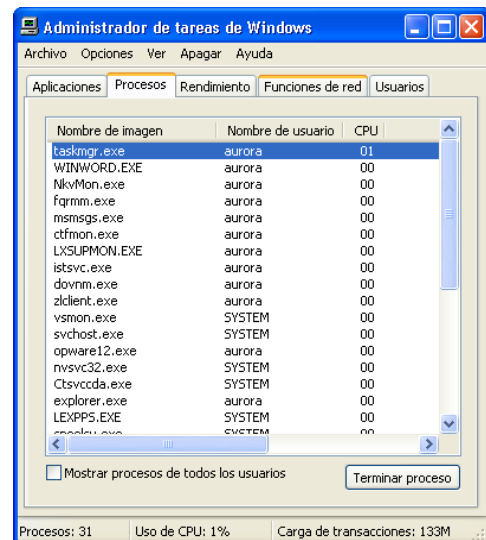 Administrador de tareas de Windows
Archivo Opciones Ver Apagar Ayuda
Aplicaciones Procesos Rendimiento Funciones de red Usuarios
Nombre de imagen Nombre de usuario CPU
taskmgr.exe aurora 01
WINWORD.EXE aurora 00
NkvMon.exe aurora 00
fqrmm.exe aurora 00
msmsgs.exe aurora 00
ctfmon.exe aurora 00
LXSUPMON.EXE aurora 00
istsvc.exe aurora 00
dovnm.exe aurora 00
zlclient.exe aurora 00
vsmon.exe SYSTEM 00
svchost.exe SYSTEM 00
opware12.exe aurora 00
nvsvc32.exe SYSTEM 00
Ctsvccda.exe SYSTEM 00
explorer.exe aurora 00
LEXPPS.EXE SYSTEM 00
SYSTEM 00
Mostrar procesos de todos los usuarios Terminar proceso
Procesos: 31 Uso de CPU: 1% Carga de transacciones: 133M